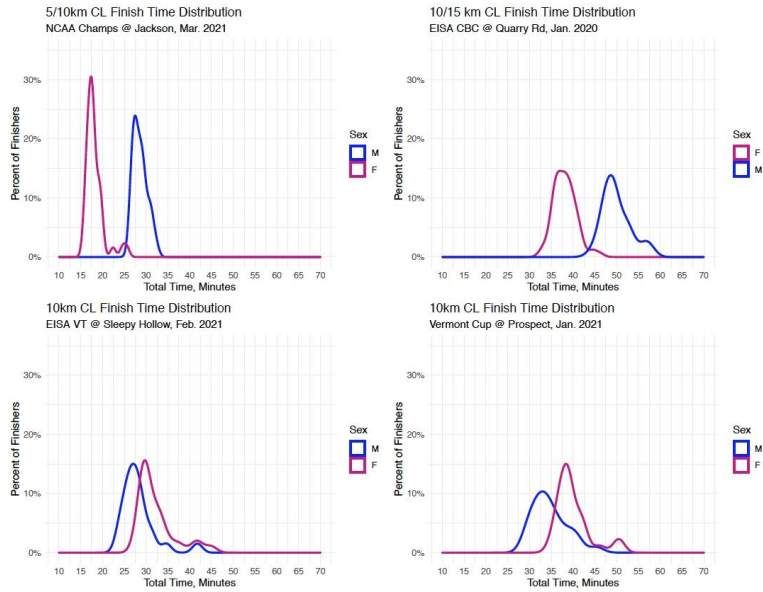 5/10km CL Finish Time Distribution
NCAA Champs @ Jackson, Mar. 2021
30%
20%
10%
0%
Percent of Finishers
10 15 20 25 30 35 40 45 50 55 60 65 70
Total Time, Minutes
Sex
M
F
10/15 km CL Finish Time Distribution
EISA CBC @ Quarry Rd, Jan. 2020
30%
20%
10%
0%
Percent of Finishers
10 15 20 25 30 35 40 45 50 55 60 65 70
Total Time, Minutes
Sex
F
M
10km CL Finish Time Distribution
EISA VT @ Sleepy Hollow, Feb. 2021
30%
20%
10%
0%
Percent of Finishers
10 15 20 25 30 35 40 45 50 55 60 65 70
Total Time, Minutes
Sex
M
F
10km CL Finish Time Distribution
Vermont Cup @ Prospect, Jan. 2021
30%
20%
10%
0%
Percent of Finishers
10 15 20 25 30 35 40 45 50 55 60 65 70
Total Time, Minutes
Sex
M
F